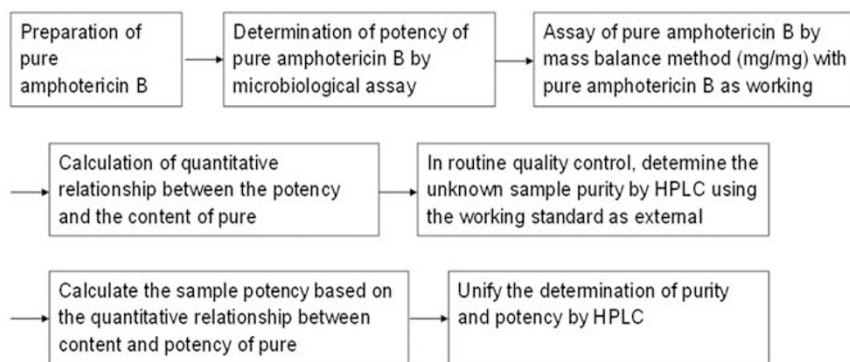 Preparation of
pure
amphotericin B
Determination of potency of
pure amphotericin B by
microbiological assay
Assay of pure amphotericin B by
mass balance method (mg/mg) with
pure amphotericin B as working
Calculation of quantitative
relationship between the potency
and the content of pure
In routine quality control, determine the
unknown sample purity by HPLC using
the working standard as external
Calculate the sample potency based on
the quantitative relationship between
content and potency of pure
Unify the determination of purity
and potency by HPLC